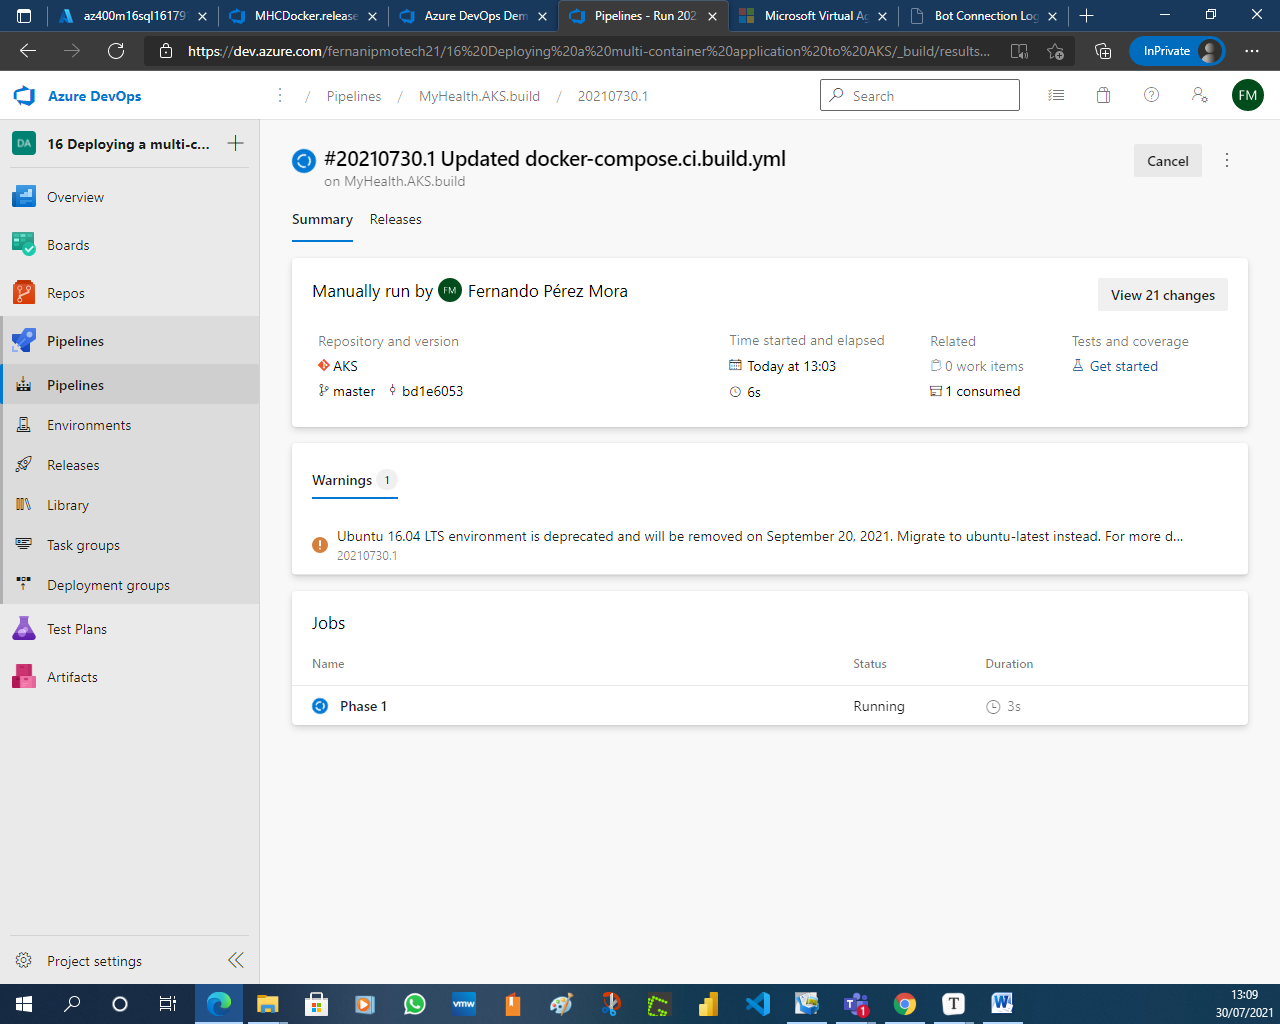 az400m16sql16179
MHCDocker.release
Azure DevOps Dem
Pipelines - Run 202
Microsoft Virtual Ag
Bot Connection Log
https://dev.azure.com/fernanipmotech21/16%20Deploying%20a%20multi-container%20application%20to%20AKS/_build/results...
InPrivate
Azure DevOps
/ Pipelines / MyHealth.AKS.build / 20210730.1
Search
FM
DA 16 Deploying a multi-c...
Overview
Boards
Repos
Pipelines
Pipelines
Environments
Releases
Library
Task groups
Deployment groups
Test Plans
Artifacts
Project settings
#20210730.1 Updated docker-compose.ci.build.yml
on MyHealth.AKS.build
Cancel
Summary Releases
Manually run by FM Fernando Pérez Mora
View 21 changes
Repository and version
AKS
master bd1e6053
Time started and elapsed
Today at 13:03
6s
Related
0 work items
1 consumed
Tests and coverage
Get started
Warnings 1
Ubuntu 16.04 LTS environment is deprecated and will be removed on September 20, 2021. Migrate to ubuntu-latest instead. For more d...
20210730.1
Jobs
Name Status Duration
Phase 1 Running 3s
vmw
1
T
W
13:09
30/07/2021